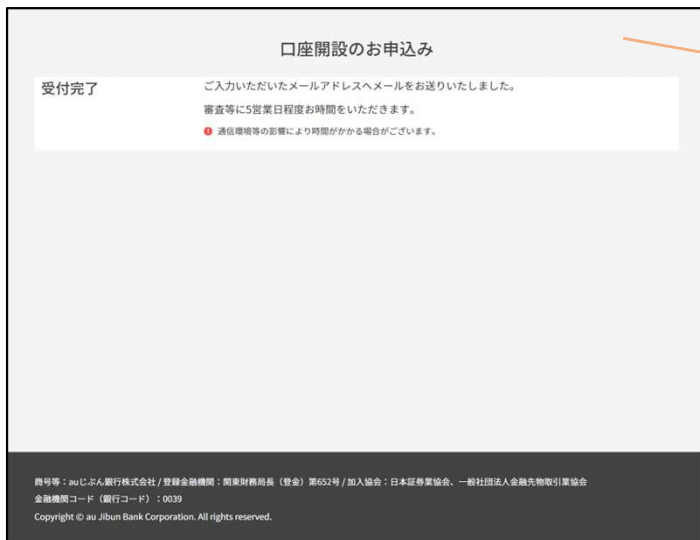 口座開設のお申込み
受付完了
ご入力いただいたメールアドレスへメールをお送りいたしました。
審査等に5営業日程度お時間をいただきます。
通信環境等の影響により時間がかかる場合がございます。
商号等：auじぶん銀行株式会社 / 登録金融機関：関東財務局長（登金）第652号 / 加入協会：日本証券業協会、一般社団法人金融先物取引業協会
金融機関コード（銀行コード）：0039
Copyright © au Jibun Bank Corporation. All rights reserved.